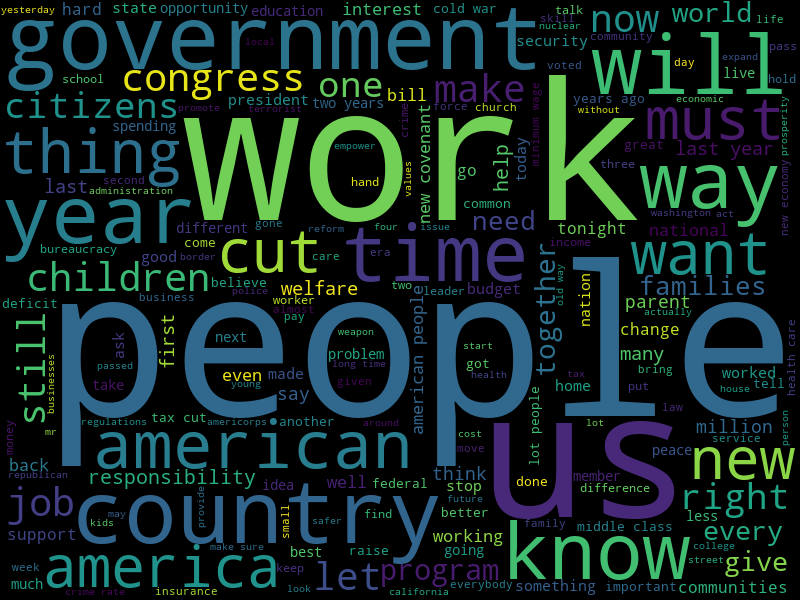 yesterday hard state opportunity education interest cold war skill talk life
government now world nuclear community
local security voted will day expand pass
school congress one make live hold
citizens president two years bill years ago economic
promote terrorist crime force church without must prosperity
spending work minimum wage great last year
thing empower today help way
last second hand values new covenant go three new economy
administration common washington act
year different gone reform four issue need tonight national
bureaucracy good come border cut care era time income want
children believe welfare two leader budget together old way nation families
deficit business police worker almost american people parent actually
still first ask next pay weapon start change
passed people problem long time got many bring health care
businesses even made young given health home tax put house worked tell
take say law
money mr regulations tax cut americorps another around cost lot people us lot million person
republican american move service
back idea well think peace new
responsibility federal stop done member
job country provide small future difference right
support may kids safer find better less
working know family middle class every college
make sure best raise going street
week america keep let program give
much crime rate insurance look california everybody something important communities